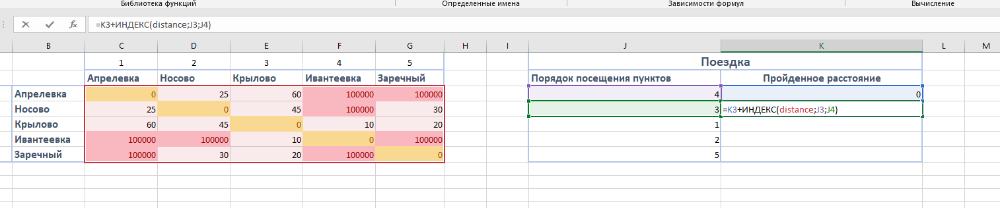 Библиотека функций Определенные имена Зависимости формул Вычисление
fx =K3+ИНДЕКС(distance;J3;J4)
B C D E F G H I J K L M
1 2 3 4 5 Поездка
Апрелевка Носово Крылово Ивантеевка Заречный Порядок посещения пунктов Пройденное расстояние
Апрелевка 0 25 60 100000 100000 4 0
Носово 25 0 45 100000 30 3 =K3+ИНДЕКС(distance;J3;J4)
Крылово 60 45 0 10 20 1
Ивантеевка 100000 100000 10 0 100000 2
Заречный 100000 30 20 100000 0 5